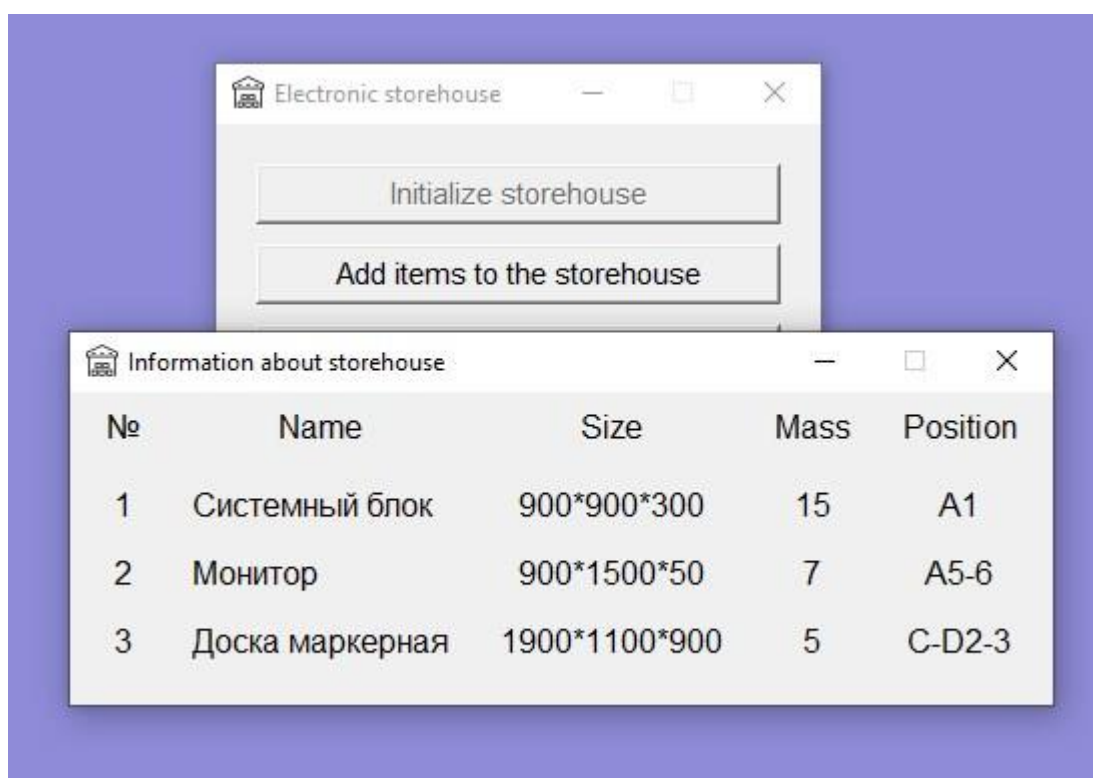 Electronic storehouse
Initialize storehouse
Add items to the storehouse
Information about storehouse
№ Name Size Mass Position
1 Системный блок 900*900*300 15 A1
2 Монитор 900*1500*50 7 A5-6
3 Доска маркерная 1900*1100*900 5 C-D2-3